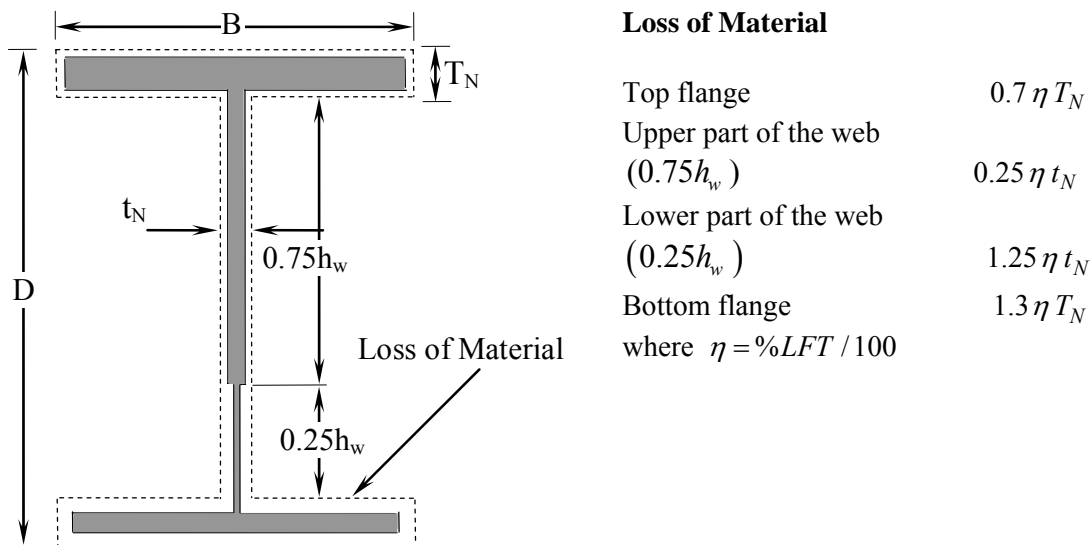 B
T_N
t_N
0.75h_w
D
Loss of Material
0.25h_w
Loss of Material
Top flange 0.7 η T_N
Upper part of the web
(0.75h_w) 0.25 η t_N
Lower part of the web
(0.25h_w) 1.25 η t_N
Bottom flange 1.3 η T_N
where η = %LFT / 100